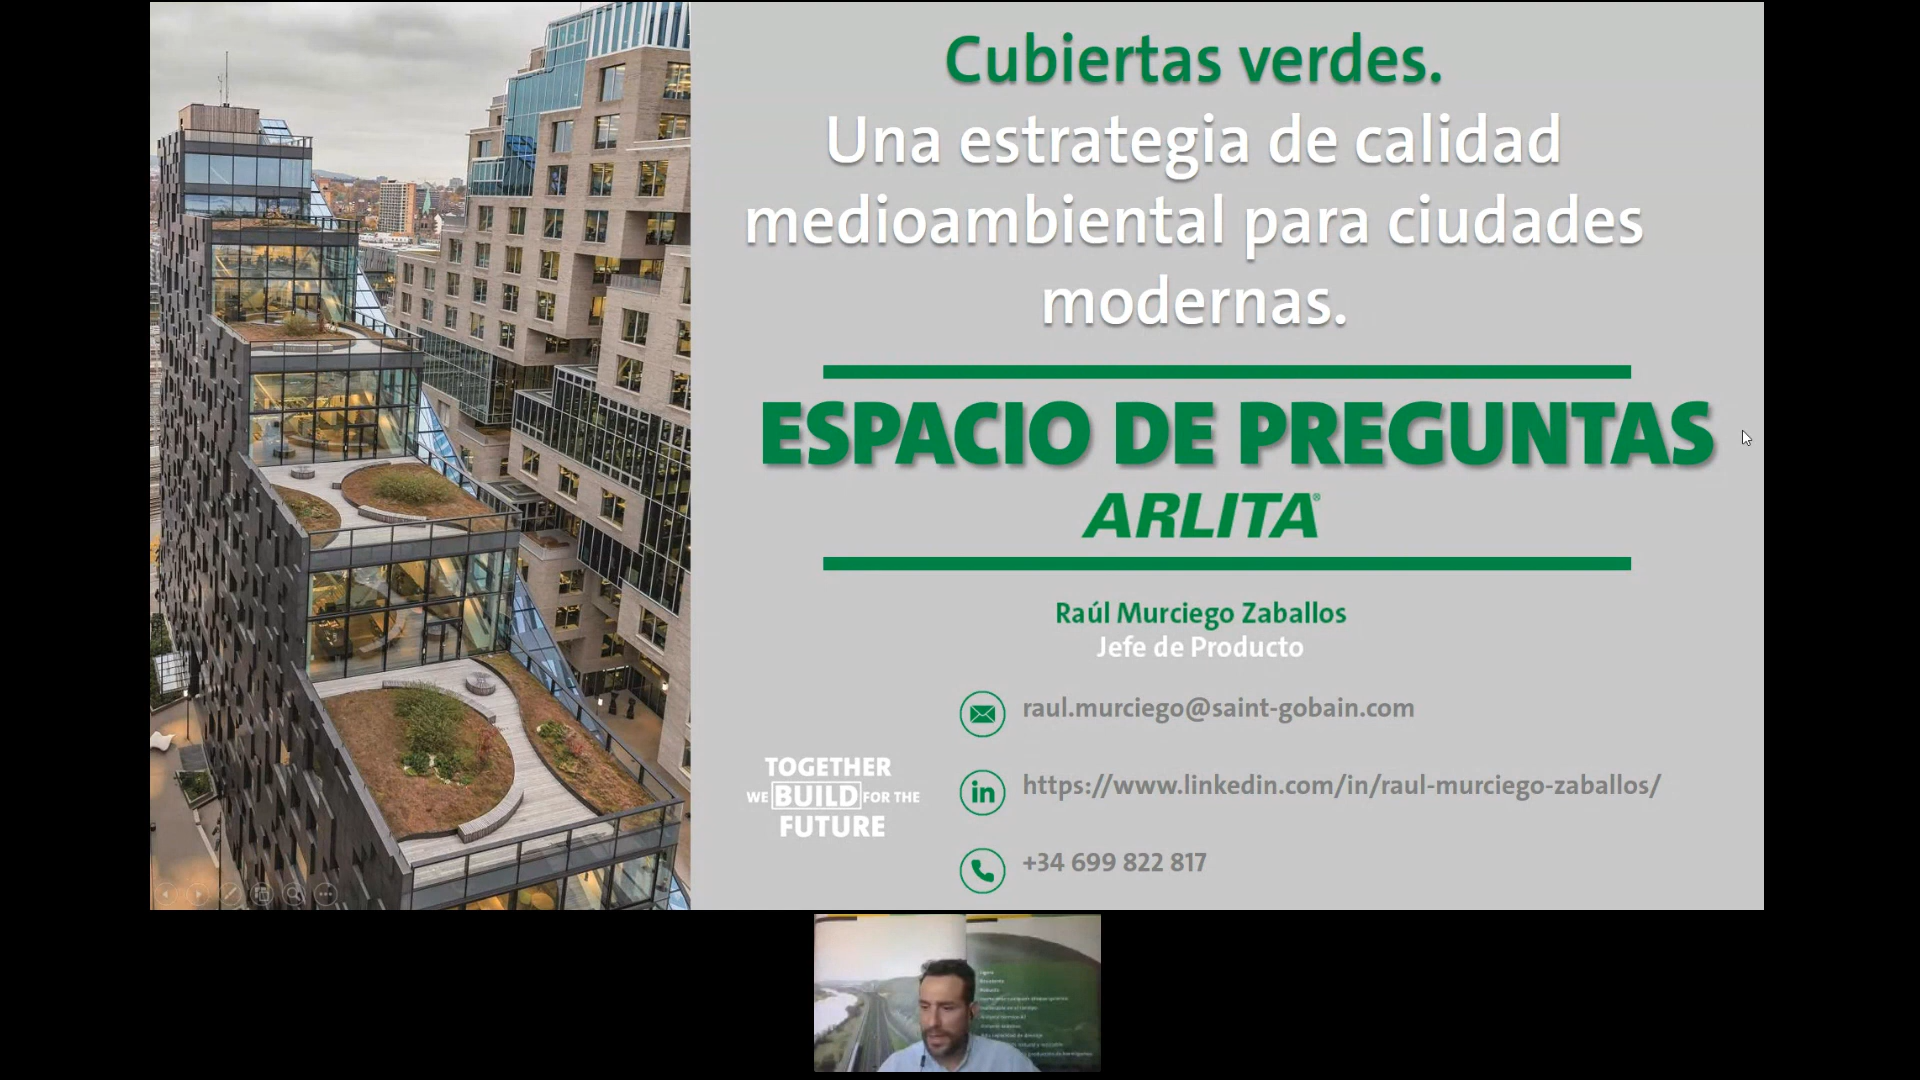 Cubiertas verdes.
Una estrategia de calidad
medioambiental para ciudades
modernas.
ESPACIO DE PREGUNTAS
ARLITA®
Raúl Murciego Zaballos
Jefe de Producto
raul.murciego@saint-gobain.com
in
https://www.linkedin.com/in/raul-murciego-zaballos/
+34 699 822 817
TOGETHER
WE BUILD FOR THE
FUTURE